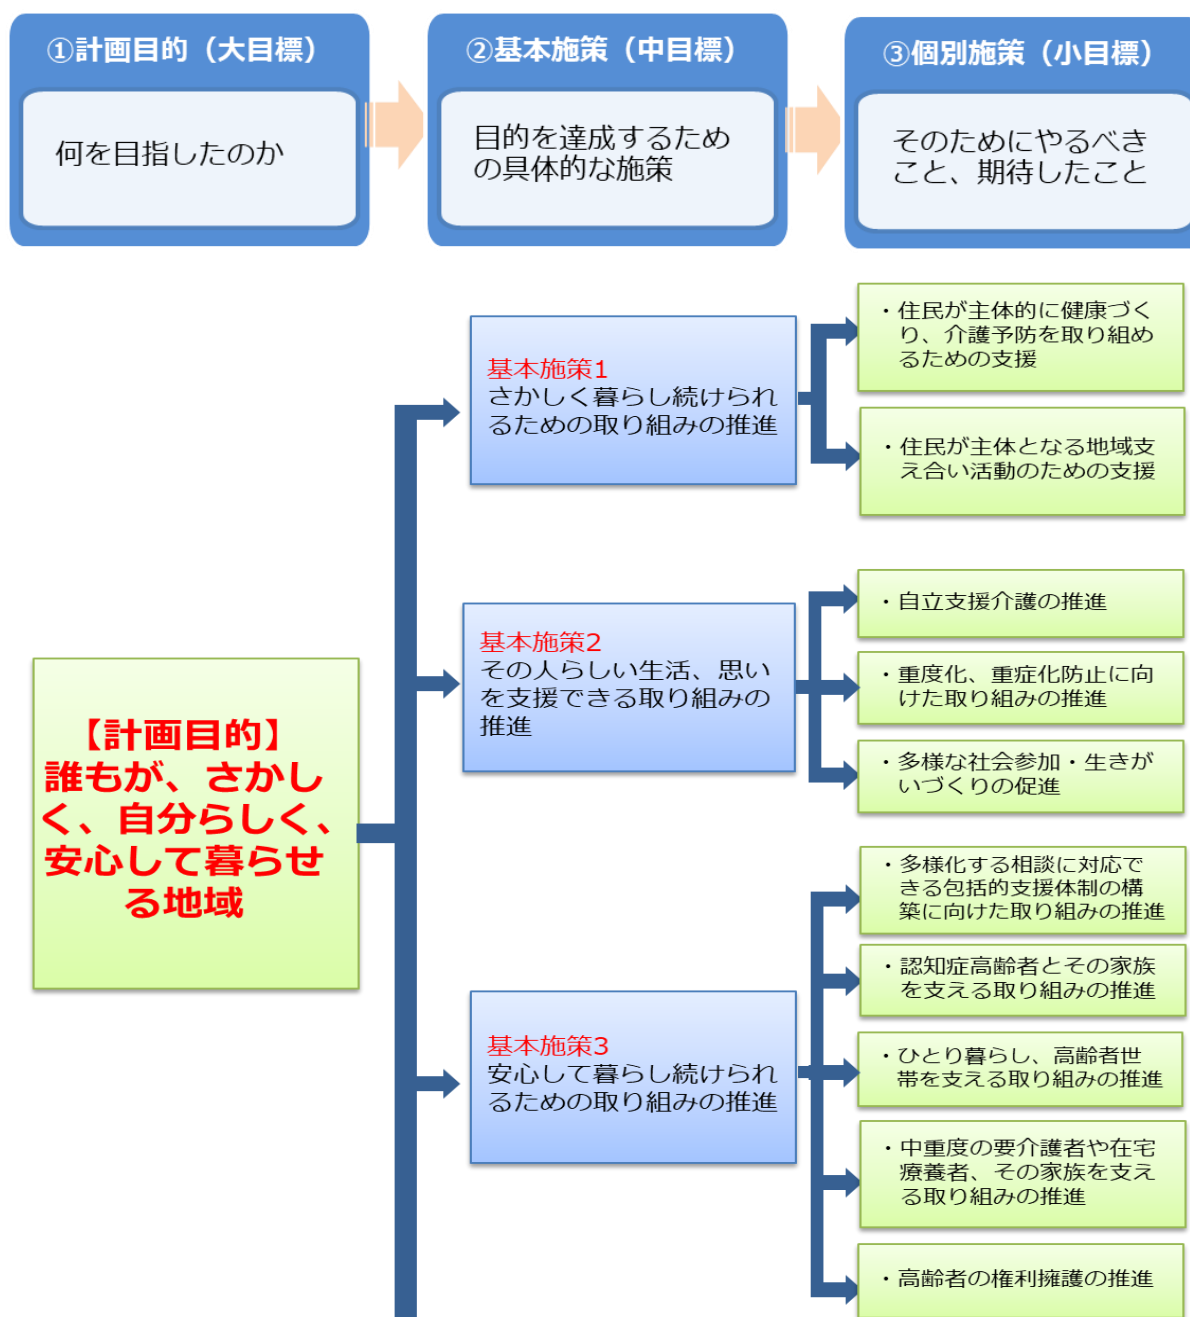 ①計画目的（大目標）
何を目指したのか
②基本施策（中目標）
目的を達成するため
の具体的な施策
③個別施策（小目標）
そのためにやるべき
こと、期待したこと
【計画目的】
誰もが、さかし
く、自分らしく、
安心して暮らせ
る地域
基本施策1
さかしく暮らし続けられ
るための取り組みの推進
・住民が主体的に健康づく
り、介護予防を取り組め
るための支援
・住民が主体となる地域支
え合い活動のための支援
基本施策2
その人らしい生活、思い
を支援できる取り組みの
推進
・自立支援介護の推進
・重度化、重症化防止に向
けた取り組みの推進
・多様な社会参加・生きが
いづくりの促進
基本施策3
安心して暮らし続けられ
るための取り組みの推進
・多様化する相談に対応で
きる包括的支援体制の構
築に向けた取り組みの推進
・認知症高齢者とその家族
を支える取り組みの推進
・ひとり暮らし、高齢者世
帯を支える取り組みの推進
・中重度の要介護者や在宅
療養者、その家族を支え
る取り組みの推進
・高齢者の権利擁護の推進